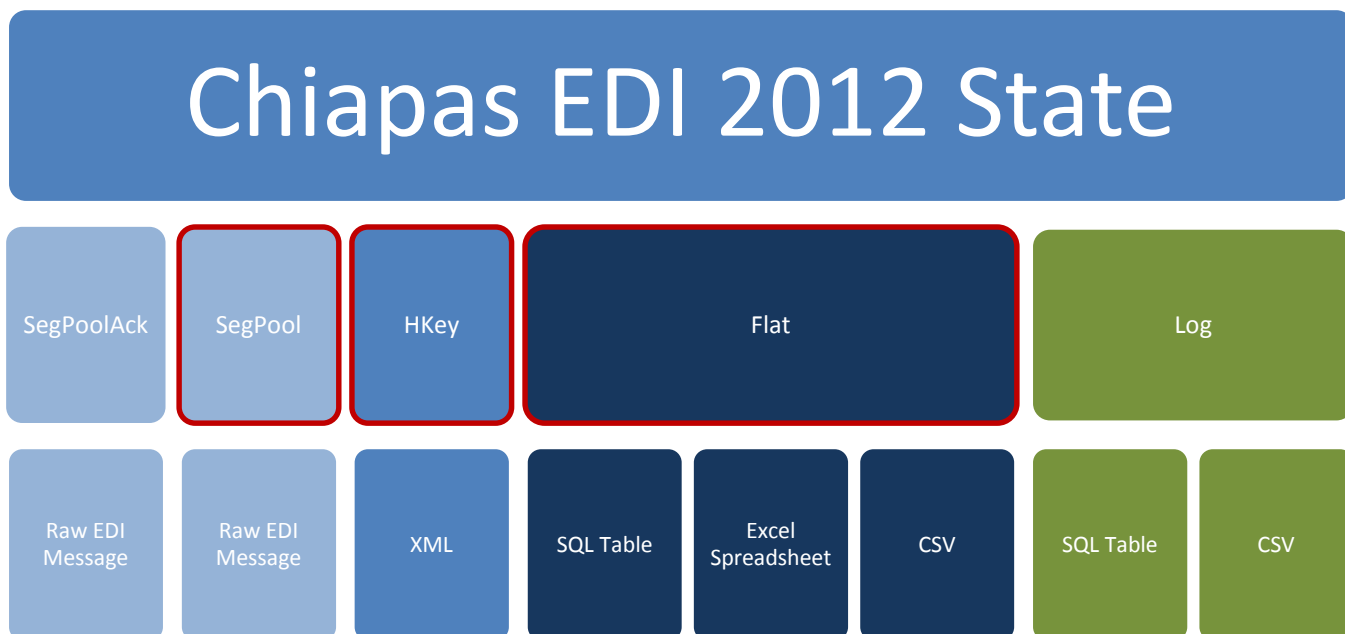 Chiapas EDI 2012 State
SegPoolAck
SegPool
HKey
Flat
Log
Raw EDI
Message
Raw EDI
Message
XML
SQL Table
Excel
Spreadsheet
CSV
SQL Table
CSV